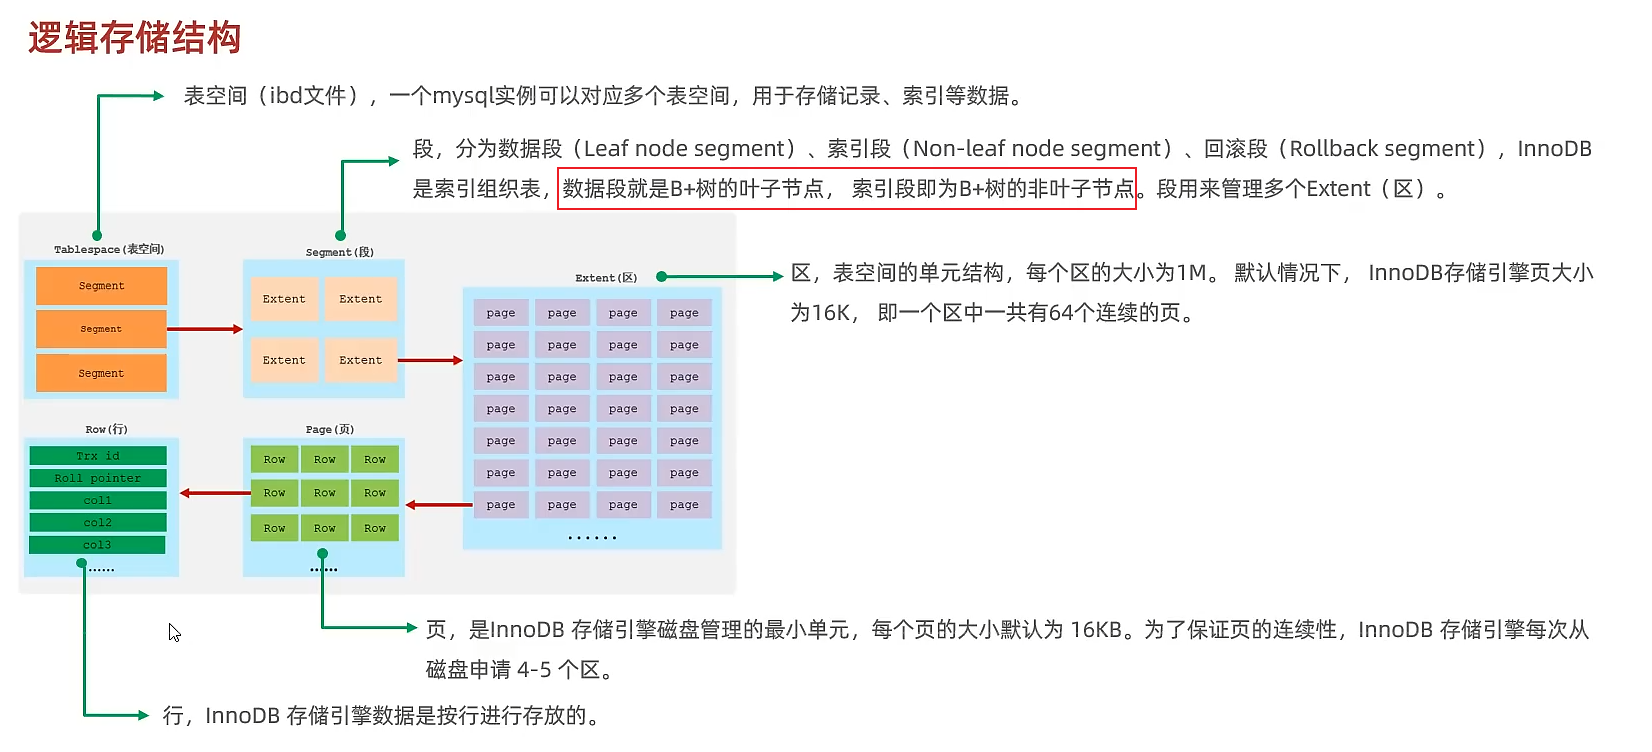 逻辑存储结构
表空间（ibd文件），一个mysql实例可以对应多个表空间，用于存储记录、索引等数据。
段，分为数据段（Leaf node segment）、索引段（Non-leaf node segment）、回滚段（Rollback segment），InnoDB
是索引组织表，数据段就是B+树的叶子节点， 索引段即为B+树的非叶子节点。段用来管理多个Extent（区）。
Tablespace(表空间)
Segment
Segment
Segment
Segment(段)
Extent Extent
Extent Extent
Extent(区)
page page page page
page page page page
page page page page
page page page page
page page page page
page page page page
page page page page
......
区，表空间的单元结构，每个区的大小为1M。 默认情况下， InnoDB存储引擎页大小
为16K， 即一个区中一共有64个连续的页。
Row(行)
Trx id
Roll pointer
col1
col2
col3
......
Page(页)
Row Row Row
Row Row Row
Row Row Row
......
页，是InnoDB 存储引擎磁盘管理的最小单元，每个页的大小默认为 16KB。为了保证页的连续性，InnoDB 存储引擎每次从
磁盘申请 4-5 个区。
行，InnoDB 存储引擎数据是按行进行存放的。